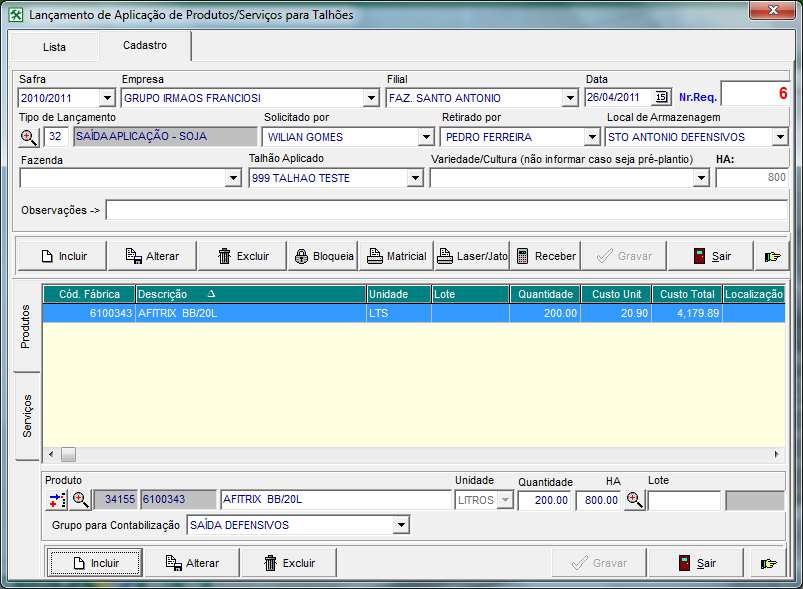 Lançamento de Aplicação de Produtos/Serviços para Talhões
Lista Cadastro
Safra Empresa Filial Data
2010/2011 GRUPO IRMAOS FRANCIOSI FAZ. SANTO ANTONIO 26/04/2011 15 Nr.Req. 6
Tipo de Lançamento Solicitado por Retirado por Local de Armazenagem
32 SAÍDA APLICAÇÃO - SOJA WILIAN GOMES PEDRO FERREIRA STO ANTONIO DEFENSIVOS
Fazenda Talhão Aplicado Variedade/Cultura (não informar caso seja pré-plantio) HA:
999 TALHAO TESTE 800
Observações ->
Incluir Alterar Excluir Bloqueia Matricial Laser/Jato Receber Gravar Sair
Produtos
Serviços
Cód. Fábrica Descrição Unidade Lote Quantidade Custo Unit Custo Total Localização
6100343 AFITRIX BB/20L LTS 200.00 20.90 4,179.89
Produto Unidade Quantidade HA Lote
34155 6100343 AFITRIX BB/20L LITROS 200.00 800.00
Grupo para Contabilização SAÍDA DEFENSIVOS
Incluir Alterar Excluir Gravar Sair